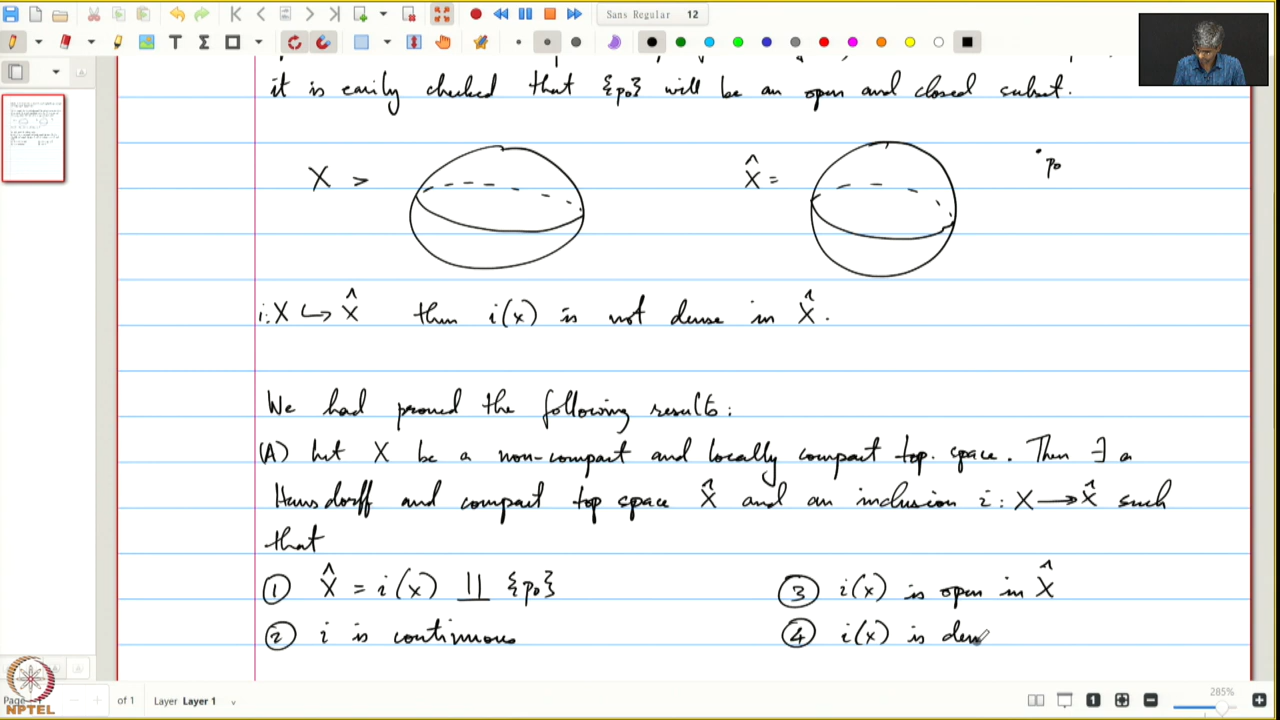 Sans Regular 12
it is easily checked that {p₀} will be an open and closed subset.
X =
X̂ =
p₀
i: X ↪ X̂ then i(X) is not dense in X̂.
We had proved the following results:
(A) Let X be a non-compact and locally compact top. space. Then ∃ a
Hausdorff and compact top space X̂ and an inclusion i: X → X̂ such
that
① X̂ = i(X) ∐ {p₀}
③ i(X) is open in X̂
② i is continuous
④ i(X) is den
NPTEL
Page
of 1
Layer Layer 1
285%